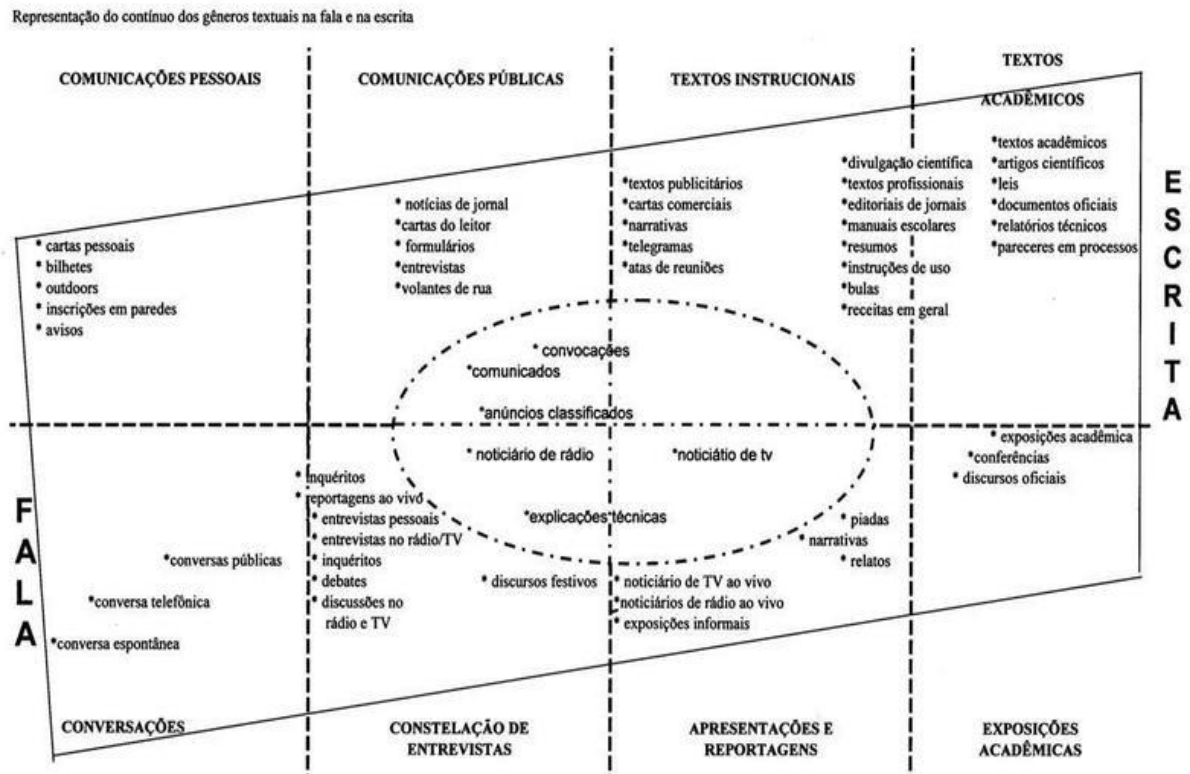 Representação do contínuo dos gêneros textuais na fala e na escrita
COMUNICAÇÕES PESSOAIS
COMUNICAÇÕES PÚBLICAS
TEXTOS INSTRUCIONAIS
TEXTOS
ACADÊMICOS
* cartas pessoais
* bilhetes
* outdoors
* inscrições em paredes
* avisos
* notícias de jornal
*cartas do leitor
* formulários
*entrevistas
*volantes de rua
*textos publicitários
*cartas comerciais
*narrativas
*telegramas
*atas de reuniões
*divulgação científica
*textos profissionais
*editoriais de jornais
*manuais escolares
*resumos
*instruções de uso
*bulas
*receitas em geral
*textos acadêmicos
*artigos científicos
*leis
*documentos oficiais
*relatórios técnicos
*pareceres em processos
ESCRITA
* convocações
*comunicados
*anúncios classificados
* noticiário de rádio
*noticiátio de tv
*explicações técnicas
* exposições acadêmica
*conferências
* discursos oficiais
FALA
*conversas públicas
*conversa telefônica
*conversa espontânea
* inquéritos
* reportagens ao vivo
* entrevistas pessoais
* entrevistas no rádio/TV
* inquéritos
* debates
* discussões no
rádio e TV
* discursos festivos
* noticiário de TV ao vivo
*noticiários de rádio ao vivo
* exposições informais
* piadas
* narrativas
* relatos
CONVERSAÇÕES
CONSTELAÇÃO DE
ENTREVISTAS
APRESENTAÇÕES E
REPORTAGENS
EXPOSIÇÕES
ACADÊMICAS